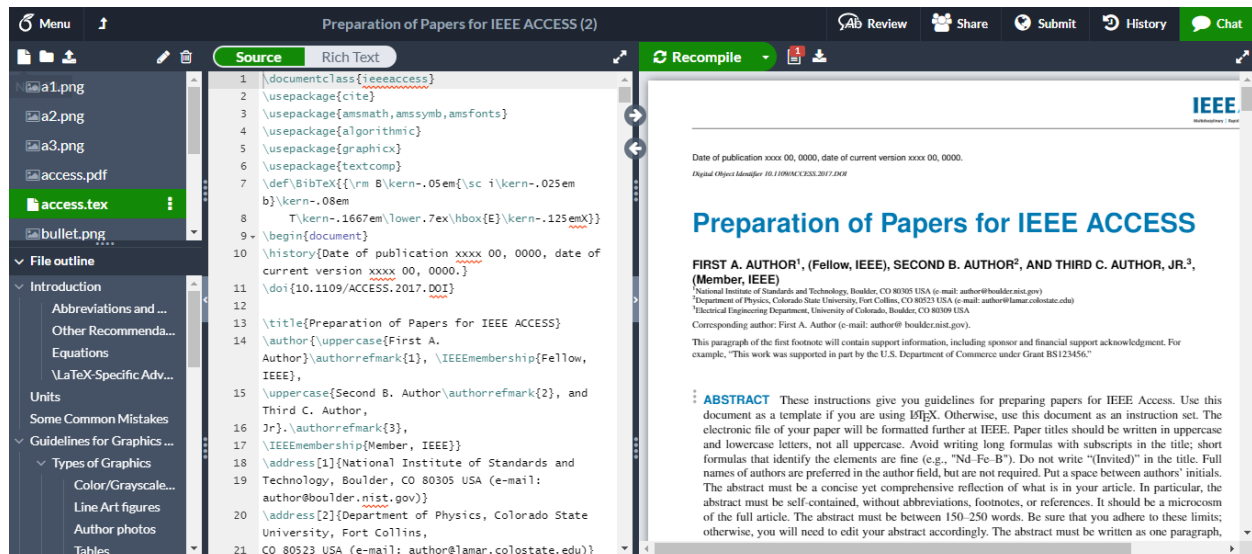 Menu
Preparation of Papers for IEEE ACCESS (2)
Review
Share
Submit
History
Chat
Source
Rich Text
Recompile
1
a1.png
a2.png
a3.png
access.pdf
access.tex
bullet.png
File outline
Introduction
Abbreviations and ...
Other Recommenda...
Equations
\LaTeX-Specific Adv...
Units
Some Common Mistakes
Guidelines for Graphics ...
Types of Graphics
Color/Grayscale...
Line Art figures
Author photos
Tables
1 \documentclass{ieeeaccess}
2 \usepackage{cite}
3 \usepackage{amsmath,amssymb,amsfonts}
4 \usepackage{algorithmic}
5 \usepackage{graphicx}
6 \usepackage{textcomp}
7 \def\BibTeX{{\rm B\kern-.05em{\sc i\kern-.025em
b}\kern-.08em
8 T\kern-.1667em\lower.7ex\hbox{E}\kern-.125emX}}
9 \begin{document}
10 \history{Date of publication xxxx 00, 0000, date of
current version xxxx 00, 0000.}
11 \doi{10.1109/ACCESS.2017.DOI}
12
13 \title{Preparation of Papers for IEEE ACCESS}
14 \author{\uppercase{First A.
Author}\authorrefmark{1}, \IEEEmembership{Fellow,
IEEE},
15 \uppercase{Second B. Author\authorrefmark{2}, and
Third C. Author,
16 Jr}.\authorrefmark{3},
17 \IEEEmembership{Member, IEEE}}
18 \address[1]{National Institute of Standards and
19 Technology, Boulder, CO 80305 USA (e-mail:
author@boulder.nist.gov)}
20 \address[2]{Department of Physics, Colorado State
University, Fort Collins,
21 CO 80523 USA (e-mail: author@lamar.colostate.edu)}
IEEE
Date of publication xxxx 00, 0000, date of current version xxxx 00, 0000.
Digital Object Identifier 10.1109/ACCESS.2017.DOI
Preparation of Papers for IEEE ACCESS
FIRST A. AUTHOR1, (Fellow, IEEE), SECOND B. AUTHOR2, AND THIRD C. AUTHOR, JR.3,
(Member, IEEE)
1National Institute of Standards and Technology, Boulder, CO 80305 USA (e-mail: author@boulder.nist.gov)
2Department of Physics, Colorado State University, Fort Collins, CO 80523 USA (e-mail: author@lamar.colostate.edu)
3Electrical Engineering Department, University of Colorado, Boulder, CO 80309 USA
Corresponding author: First A. Author (e-mail: author@ boulder.nist.gov).
This paragraph of the first footnote will contain support information, including sponsor and financial support acknowledgment. For
example, “This work was supported in part by the U.S. Department of Commerce under Grant BS123456.”
ABSTRACT These instructions give you guidelines for preparing papers for IEEE Access. Use this
document as a template if you are using LATEX. Otherwise, use this document as an instruction set. The
electronic file of your paper will be formatted further at IEEE. Paper titles should be written in uppercase
and lowercase letters, not all uppercase. Avoid writing long formulas with subscripts in the title; short
formulas that identify the elements are fine (e.g., "Nd–Fe–B"). Do not write “(Invited)” in the title. Full
names of authors are preferred in the author field, but are not required. Put a space between authors’ initials.
The abstract must be a concise yet comprehensive reflection of what is in your article. In particular, the
abstract must be self-contained, without abbreviations, footnotes, or references. It should be a microcosm
of the full article. The abstract must be between 150–250 words. Be sure that you adhere to these limits;
otherwise, you will need to edit your abstract accordingly. The abstract must be written as one paragraph,